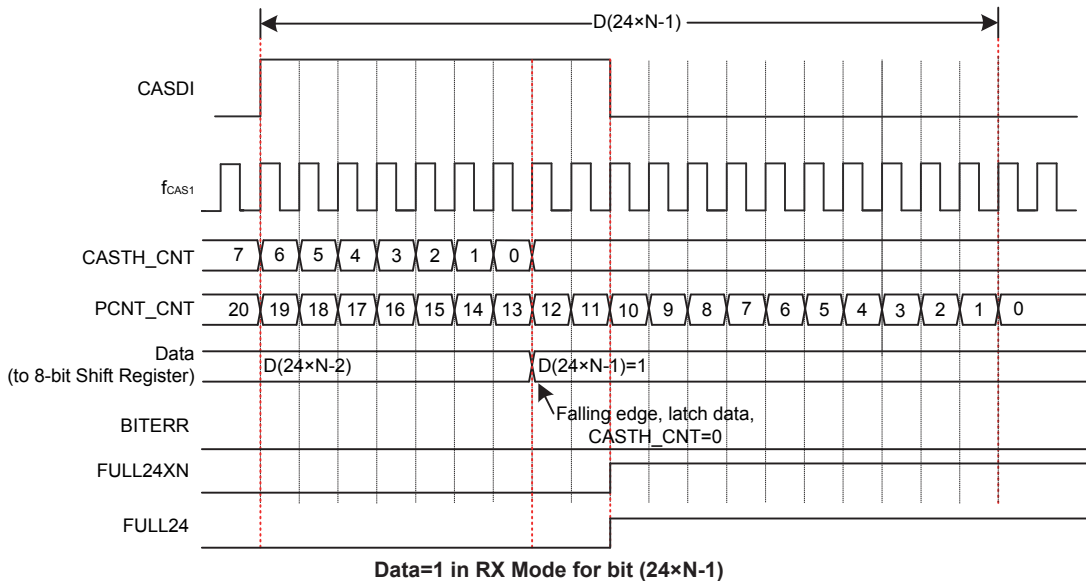 D(24×N-1)
CASDI
fCAS1
CASTH_CNT 7 6 5 4 3 2 1 0
PCNT_CNT 20 19 18 17 16 15 14 13 12 11 10 9 8 7 6 5 4 3 2 1 0
Data
(to 8-bit Shift Register)
D(24×N-2) D(24×N-1)=1
Falling edge, latch data,
CASTH_CNT=0
BITERR
FULL24XN
FULL24
Data=1 in RX Mode for bit (24×N-1)